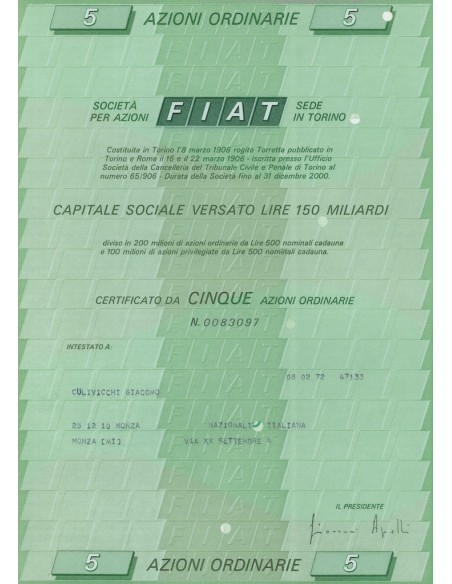 5 AZIONI ORDINARIE 5
SOCIETÀ PER AZIONI
FIAT
SEDE IN TORINO
Costituita in Torino l'8 marzo 1906 rogito Torretta pubblicato in
Torino e Roma il 16 e il 22 marzo 1906 - Iscritta presso l'Ufficio
Società della Cancelleria del Tribunale Civile e Penale di Torino al
numero 65/906 - Durata della Società fino al 31 dicembre 2000.
CAPITALE SOCIALE VERSATO LIRE 150 MILIARDI
diviso in 200 milioni di azioni ordinarie da Lire 500 nominali cadauna
e 100 milioni di azioni privilegiate da Lire 500 nominali cadauna.
CERTIFICATO DA CINQUE AZIONI ORDINARIE
N. 0083097
INTESTATO A:
08 02 72 47133
CULIVICCHI GIACOMO
25 12 10 MONZA NAZIONALITÀ ITALIANA
MONZA (MI) VIA XX SETTEMBRE
IL PRESIDENTE
5 AZIONI ORDINARIE 5